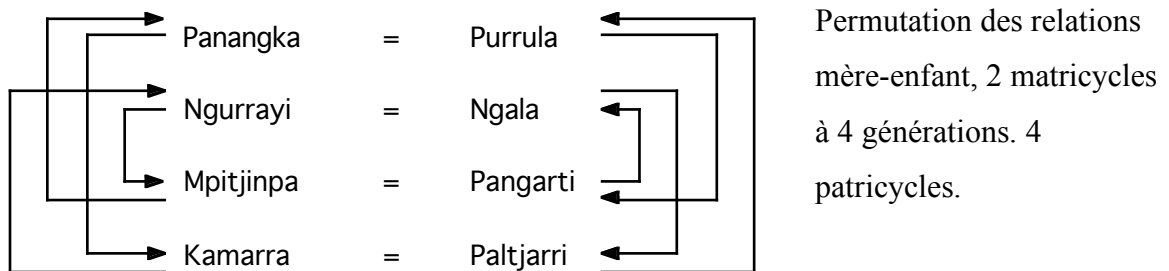 Panangka = Purrula
Ngurrayi = Ngala
Mpitjinpa = Pangarti
Kamarra = Paltjarri
Permutation des relations
mère-enfant, 2 matricycles
à 4 générations. 4
patricycles.